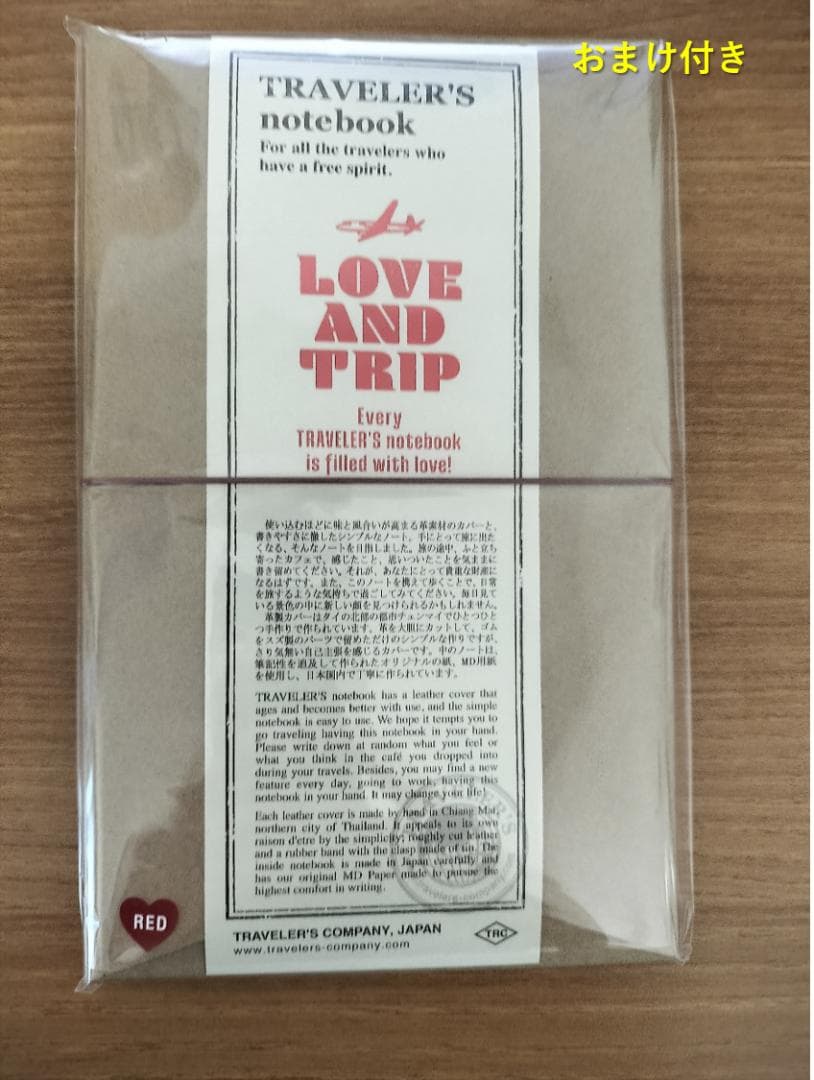 おまけ付き
TRAVELER'S
notebook
For all the travelers who
have a free spirit.
LOVE
AND
TRIP
Every
TRAVELER'S notebook
is filled with love!
使い込むほどに味と風合いが高まる革素材のカバーと、
書きやすさに徹したシンプルなノート。手にとって旅に出た
くなる、そんなノートを目指しました。旅の途中、ふと立ち
寄ったカフェで、感じたこと、思いついたことを気ままに
書き留めてください。それが、あなたにとって貴重な財産に
なるはずです。また、このノートを携えて歩くことで、日常
を旅するような気持ちで過ごしてみてください。毎日見て
いる景色の中に新しい顔を見つけられるかもしれません。
革製カバーはタイの北部の都市チェンマイでひとつひと
つ手作りで作られています。革を大胆にカットして、ゴム
をスズ製のパーツで留めただけのシンプルな作りですが、
さり気無い自己主張を感じるカバーです。中のノートは、
筆記性を追及して作られたオリジナルの紙、MD用紙
を使用し、日本国内で丁寧に作られています。
TRAVELER'S notebook has a leather cover that
ages and becomes better with use, and the simple
notebook is easy to use. We hope it tempts you to
go traveling having this notebook in your hand.
Please write down at random what you feel or
what you think in the café you dropped into
during your travels. Besides, you may find a new
feature every day, going to work, having this
notebook in your hand. It may change your life!
Each leather cover is made by hand in Chiang Mai,
northern city of Thailand. It appeals to its own
raison d'etre by the simplicity; roughly cut leather
and a rubber band with the clasp made of tin. The
inside notebook is made in Japan carefully and
has our original MD Paper made to pursue the
highest comfort in writing.
RED
TRAVELER'S COMPANY, JAPAN
www.travelers-company.com
TRC